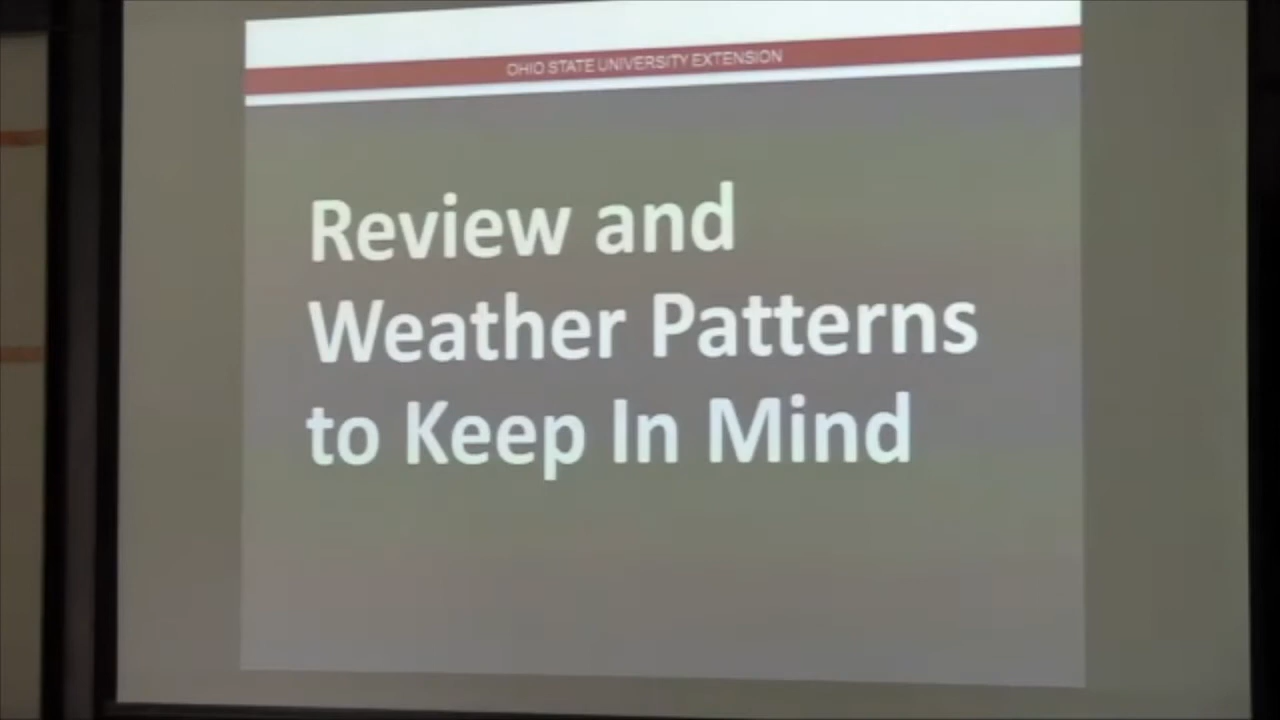 OHIO STATE UNIVERSITY EXTENSION
Review and
Weather Patterns
to Keep In Mind